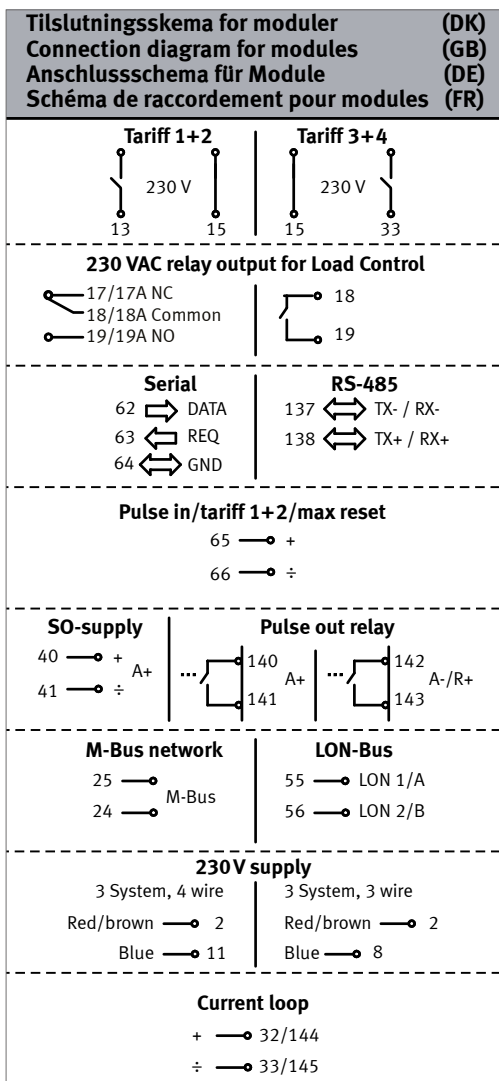 Tilslutningsskema for moduler (DK)
Connection diagram for modules (GB)
Anschlussschema für Module (DE)
Schéma de raccordement pour modules (FR)
Tariff 1+2
230 V
13 15
Tariff 3+4
230 V
15 33
230 VAC relay output for Load Control
17/17A NC
18/18A Common
19/19A NO
18
19
Serial
62 DATA
63 REQ
64 GND
RS-485
137 TX- / RX-
138 TX+ / RX+
Pulse in/tariff 1+2/max reset
65 +
66 ÷
SO-supply
40 +
41 ÷
A+
Pulse out relay
140
141
A+
142
143
A-/R+
M-Bus network
25
24
M-Bus
LON-Bus
55 LON 1/A
56 LON 2/B
230 V supply
3 System, 4 wire
Red/brown 2
Blue 11
3 System, 3 wire
Red/brown 2
Blue 8
Current loop
+ 32/144
÷ 33/145